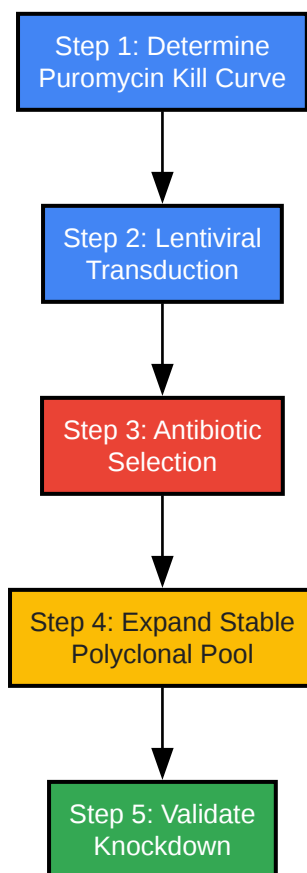 Step 1: Determine
Puromycin Kill Curve
Step 2: Lentiviral
Transduction
Step 3: Antibiotic
Selection
Step 4: Expand Stable
Polyclonal Pool
Step 5: Validate
Knockdown